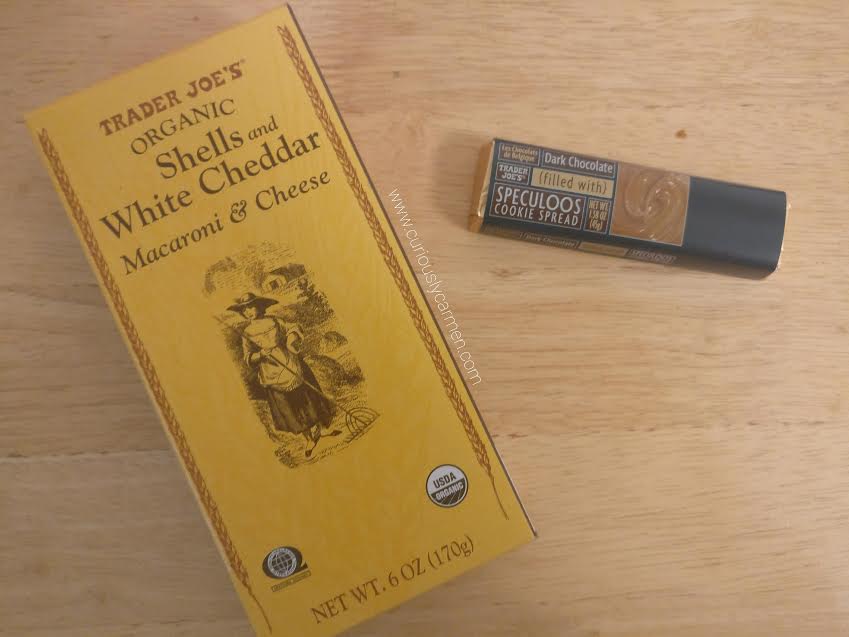 TRADER JOE'S
ORGANIC
Shells and
White Cheddar
Macaroni & Cheese
USDA
ORGANIC
NET WT. 6 OZ (170g)
www.curiouslycarmen.com
Les Chocolats
de Belgique
Dark Chocolate
TRADER
JOE'S
(filled with)
SPECULOOS
COOKIE SPREAD
NET WT
1.58 OZ
(45g)
Dark Chocolate
SPECULOOS